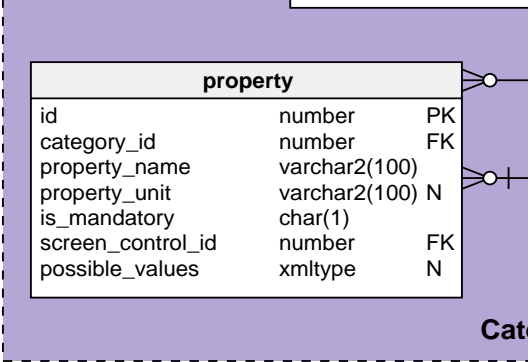 property
id number PK
category_id number FK
property_name varchar2(100)
property_unit varchar2(100) N
is_mandatory char(1)
screen_control_id number FK
possible_values xmltype N
Cat